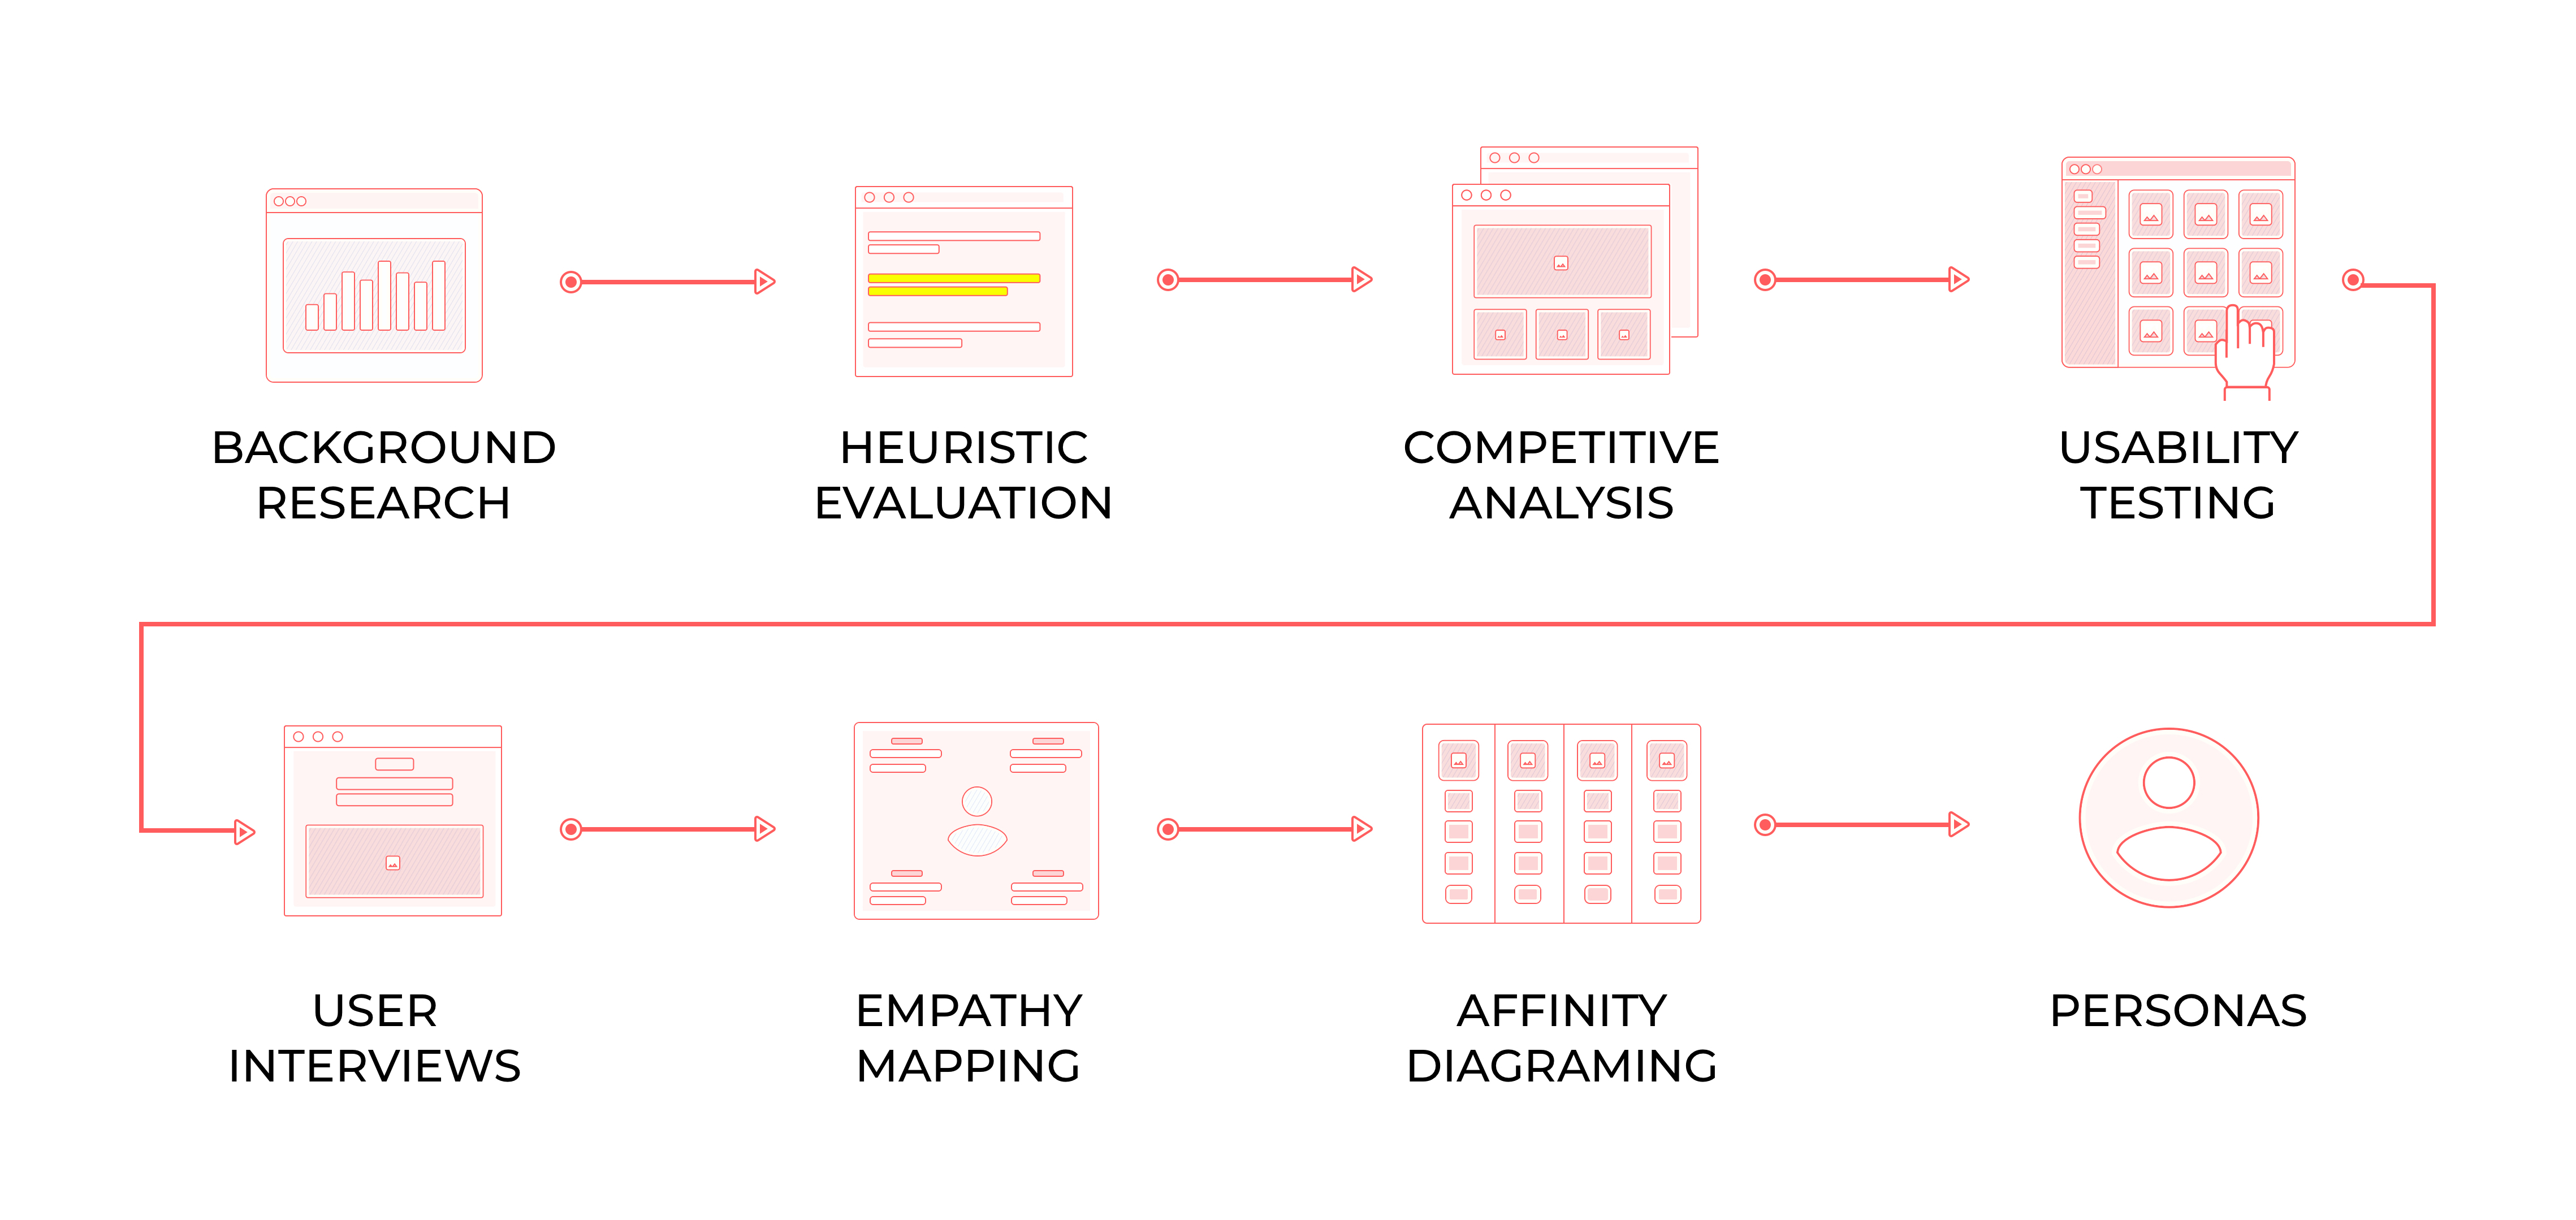 BACKGROUND
RESEARCH
HEURISTIC
EVALUATION
COMPETITIVE
ANALYSIS
USABILITY
TESTING
USER
INTERVIEWS
EMPATHY
MAPPING
AFFINITY
DIAGRAMING
PERSONAS